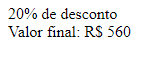 20% de desconto
Valor final: R$ 560